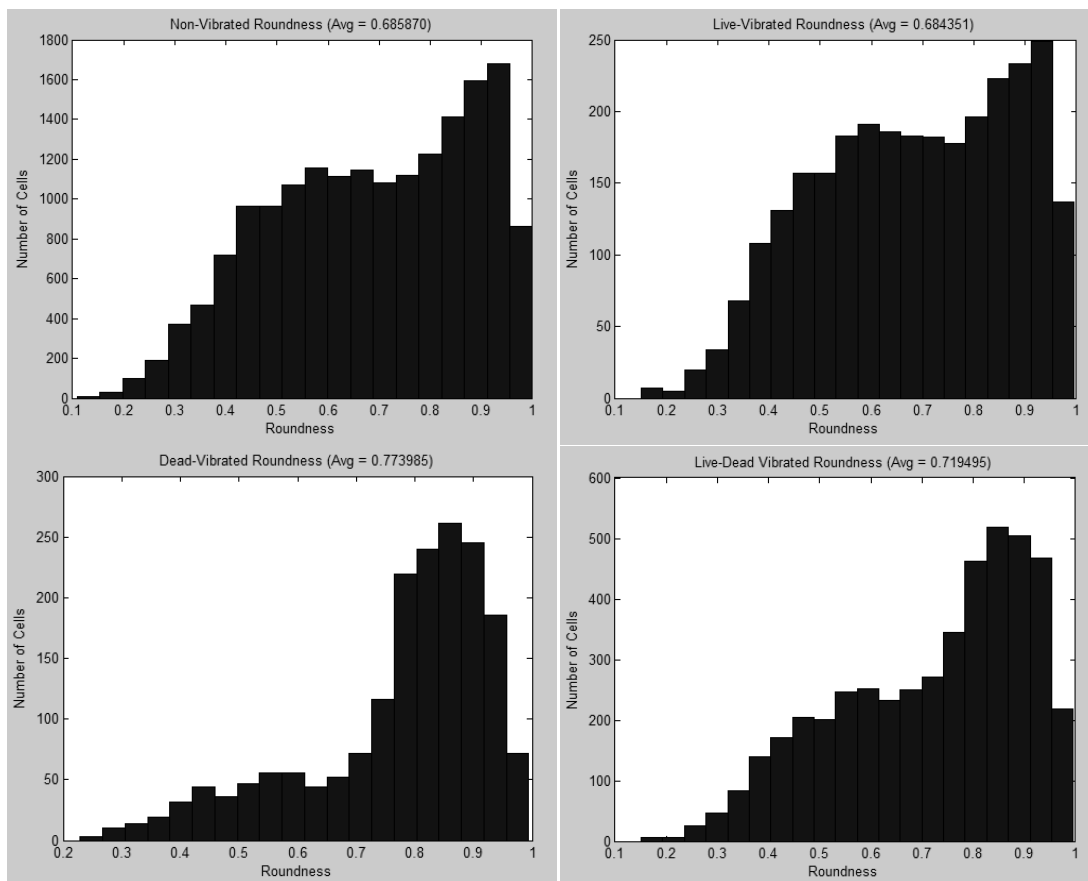 Non-Vibrated Roundness (Avg = 0.685870)
1800
1600
1400
1200
1000
800
600
400
200
0
Number of Cells
0.1 0.2 0.3 0.4 0.5 0.6 0.7 0.8 0.9 1
Roundness
Live-Vibrated Roundness (Avg = 0.684351)
250
200
150
100
50
0
Number of Cells
0.1 0.2 0.3 0.4 0.5 0.6 0.7 0.8 0.9 1
Roundness
Dead-Vibrated Roundness (Avg = 0.773985)
300
250
200
150
100
50
0
Number of Cells
0.2 0.3 0.4 0.5 0.6 0.7 0.8 0.9 1
Roundness
Live-Dead Vibrated Roundness (Avg = 0.719495)
600
500
400
300
200
100
0
Number of Cells
0.1 0.2 0.3 0.4 0.5 0.6 0.7 0.8 0.9 1
Roundness